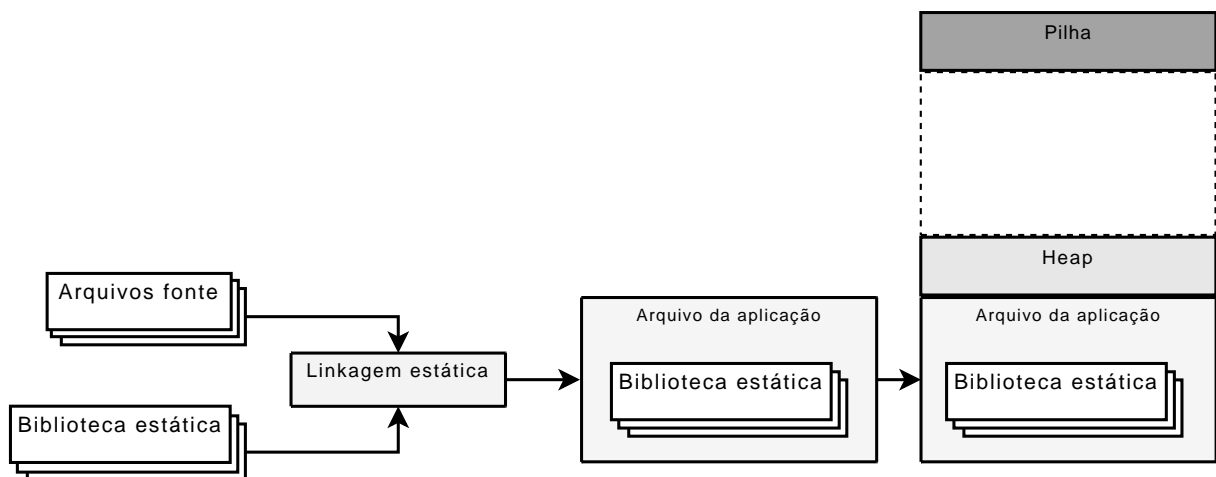 Pilha
Heap
Arquivos fonte
Linkagem estática
Biblioteca estática
Arquivo da aplicação
Biblioteca estática
Arquivo da aplicação
Biblioteca estática